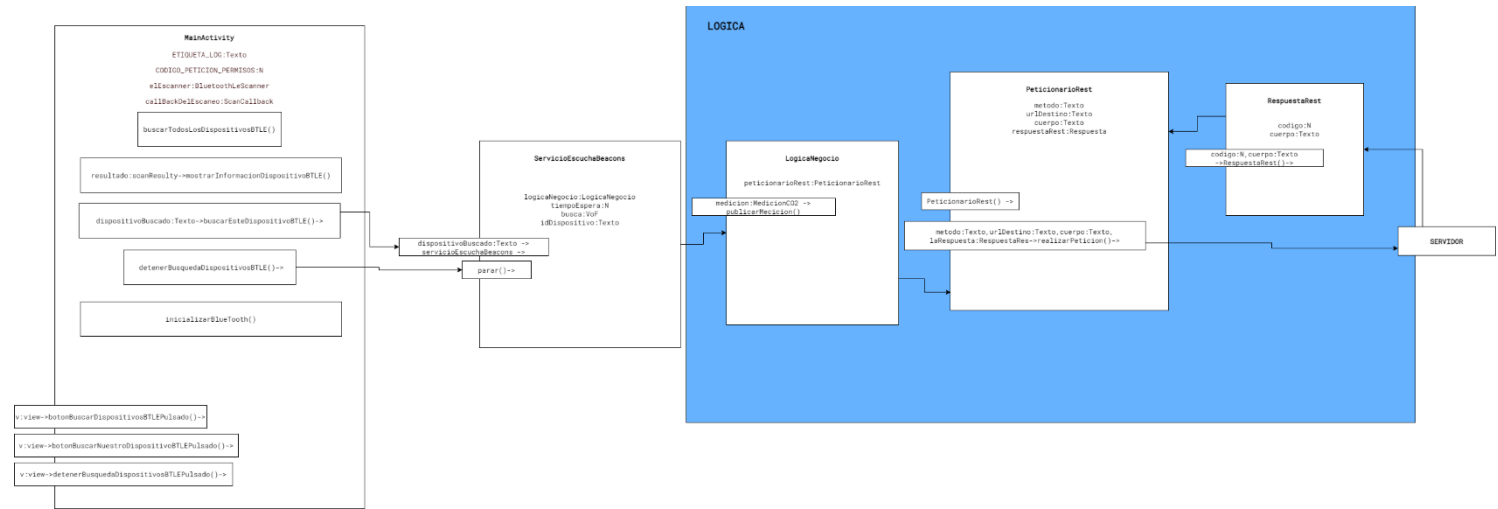 MainActivity
ETIQUETA_LOG:Texto
CODIGO_PETICION_PERMISOS:N
elEscanner:BluetoothLeScanner
callBackDelEscaneo:ScanCallback
buscarTodosLosDispositivosBTLE()
resultado:scanResulty->mostrarInformacionDispositivoBTLE()
dispositivoBuscado:Texto->buscarEsteDispositivoBTLE()->
detenerBusquedaDispositivosBTLE()->
inicializarBlueTooth()
v:view->botonBuscarDispositivosBTLEPulsado()->
v:view->botonBuscarNuestroDispositivoBTLEPulsado()->
v:view->detenerBusquedaDispositivosBTLEPulsado()->
ServicioEscuchaBeacons
logicaNegocio:LogicaNegocio
tiempoEspera:N
busca:VoF
idDispositivo:Texto
dispositivoBuscado:Texto ->
servicioEscuchaBeacons ->
parar()->
LOGICA
LogicaNegocio
peticionarioRest:PeticionarioRest
medicion:MedicionCO2 ->
publicarMecicion()
PeticionarioRest
metodo:Texto
urlDestino:Texto
cuerpo:Texto
respuestaRest:Respuesta
PeticionarioRest() ->
metodo:Texto,urlDestino:Texto,cuerpo:Texto,
laRespuesta:RespuestaRes->realizarPeticion()->
RespuestaRest
codigo:N
cuerpo:Texto
codigo:N,cuerpo:Texto
->RespuestaRest()->
SERVIDOR